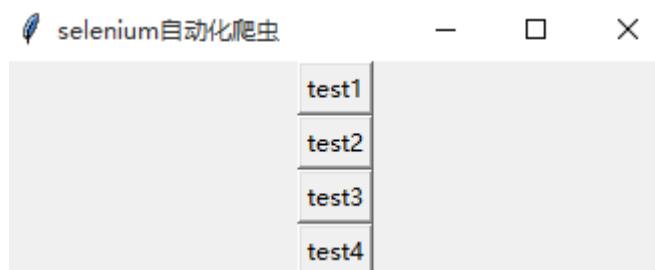 selenium自动化爬虫
test1
test2
test3
test4